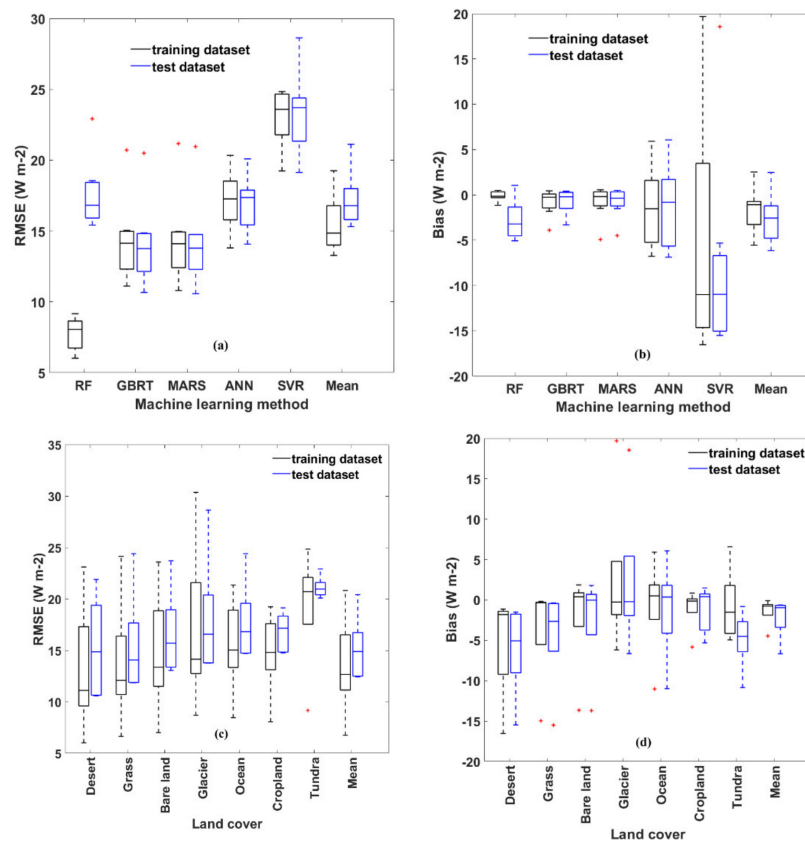 30
25
20
15
10
5
RMSE (W m-2)
training dataset
test dataset
(a)
RF GBRT MARS ANN SVR Mean
Machine learning method
20
15
10
5
0
-5
-10
-15
-20
Bias (W m-2)
training dataset
test dataset
(b)
RF GBRT MARS ANN SVR Mean
Machine learning method
35
30
25
20
15
10
5
RMSE (W m-2)
training dataset
test dataset
(c)
Desert
Grass
Bare land
Glacier
Ocean
Cropland
Tundra
Mean
Land cover
20
15
10
5
0
-5
-10
-15
-20
Bias (W m-2)
training dataset
test dataset
(d)
Desert
Grass
Bare land
Glacier
Ocean
Cropland
Tundra
Mean
Land cover